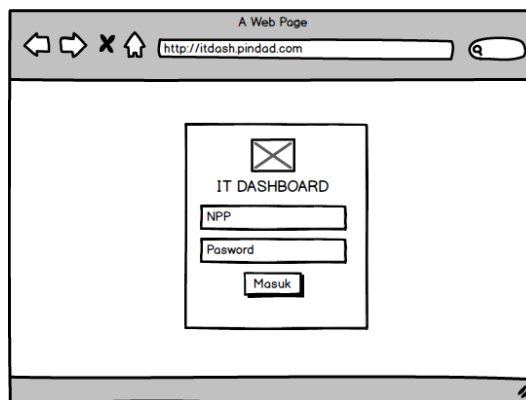 A Web Page
http://itdash.pindad.com
IT DASHBOARD
NPP
Pasword
Masuk